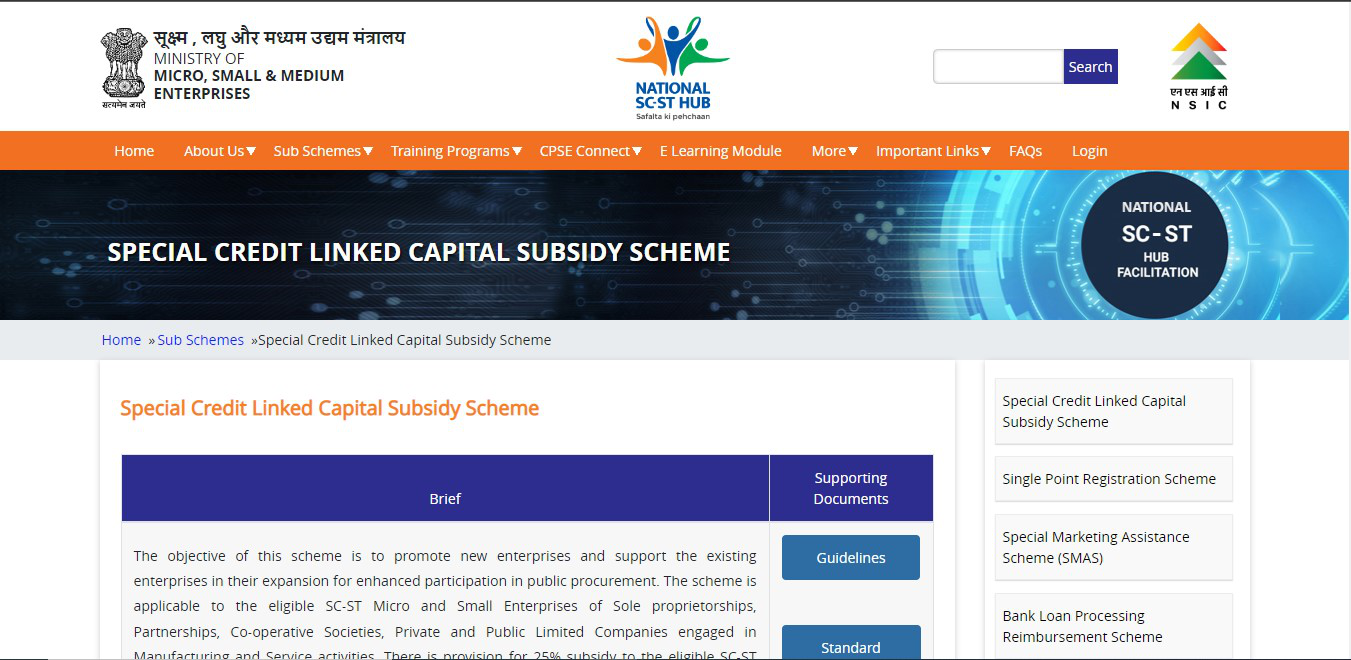 सूक्ष्म , लघु और मध्यम उद्यम मंत्रालय
MINISTRY OF
MICRO, SMALL & MEDIUM
ENTERPRISES
सत्यमेव जयते
NATIONAL
SC-ST HUB
Safalta ki pehchaan
Search
एन एस आई सी
N S I C
Home About Us▼ Sub Schemes▼ Training Programs▼ CPSE Connect▼ E Learning Module More▼ Important Links▼ FAQs Login
SPECIAL CREDIT LINKED CAPITAL SUBSIDY SCHEME
NATIONAL
SC-ST
HUB
FACILITATION
Home »Sub Schemes »Special Credit Linked Capital Subsidy Scheme
Special Credit Linked Capital Subsidy Scheme
Brief
Supporting
Documents
The objective of this scheme is to promote new enterprises and support the existing
enterprises in their expansion for enhanced participation in public procurement. The scheme is
applicable to the eligible SC-ST Micro and Small Enterprises of Sole proprietorships,
Partnerships, Co-operative Societies, Private and Public Limited Companies engaged in
Manufacturing and Service activities. There is provision for 25% subsidy to the eligible SC-ST
Guidelines
Standard
Special Credit Linked Capital
Subsidy Scheme
Single Point Registration Scheme
Special Marketing Assistance
Scheme (SMAS)
Bank Loan Processing
Reimbursement Scheme